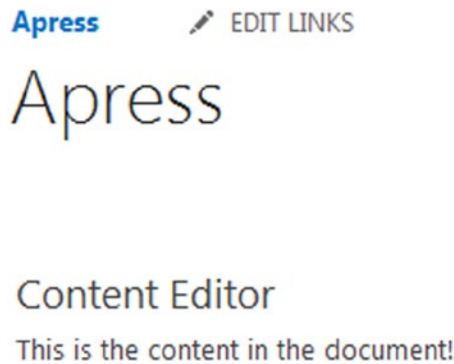 Apress EDIT LINKS
Apress
Content Editor
This is the content in the document!